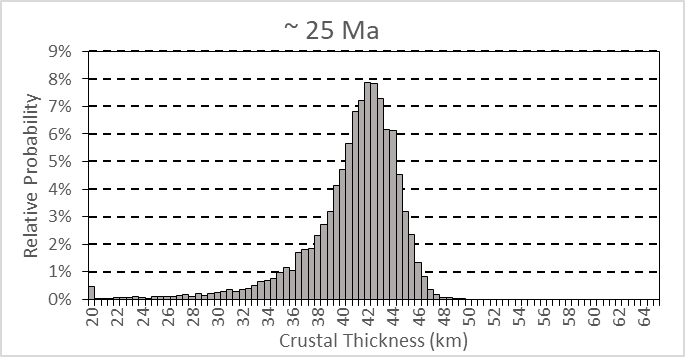 ~ 25 Ma
9%
8%
7%
6%
5%
4%
3%
2%
1%
0%
Relative Probability
20 22 24 26 28 30 32 34 36 38 40 42 44 46 48 50 52 54 56 58 60 62 64
Crustal Thickness (km)